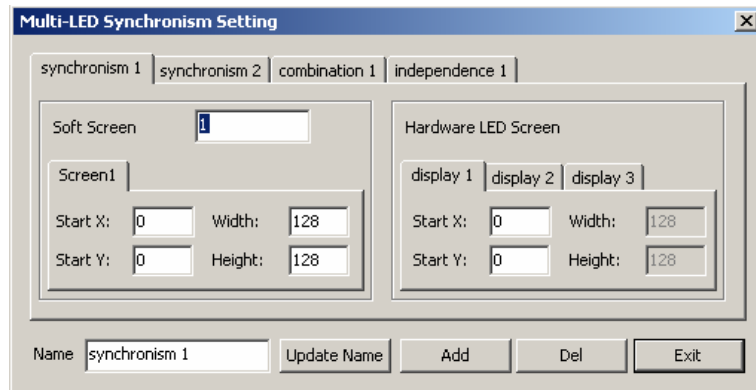 Multi-LED Synchronism Setting
synchronism 1 synchronism 2 combination 1 independence 1
Soft Screen 1 Hardware LED Screen
Screen1 display 1 display 2 display 3
Start X: 0 Width: 128 Start X: 0 Width: 128
Start Y: 0 Height: 128 Start Y: 0 Height: 128
Name synchronism 1 Update Name Add Del Exit